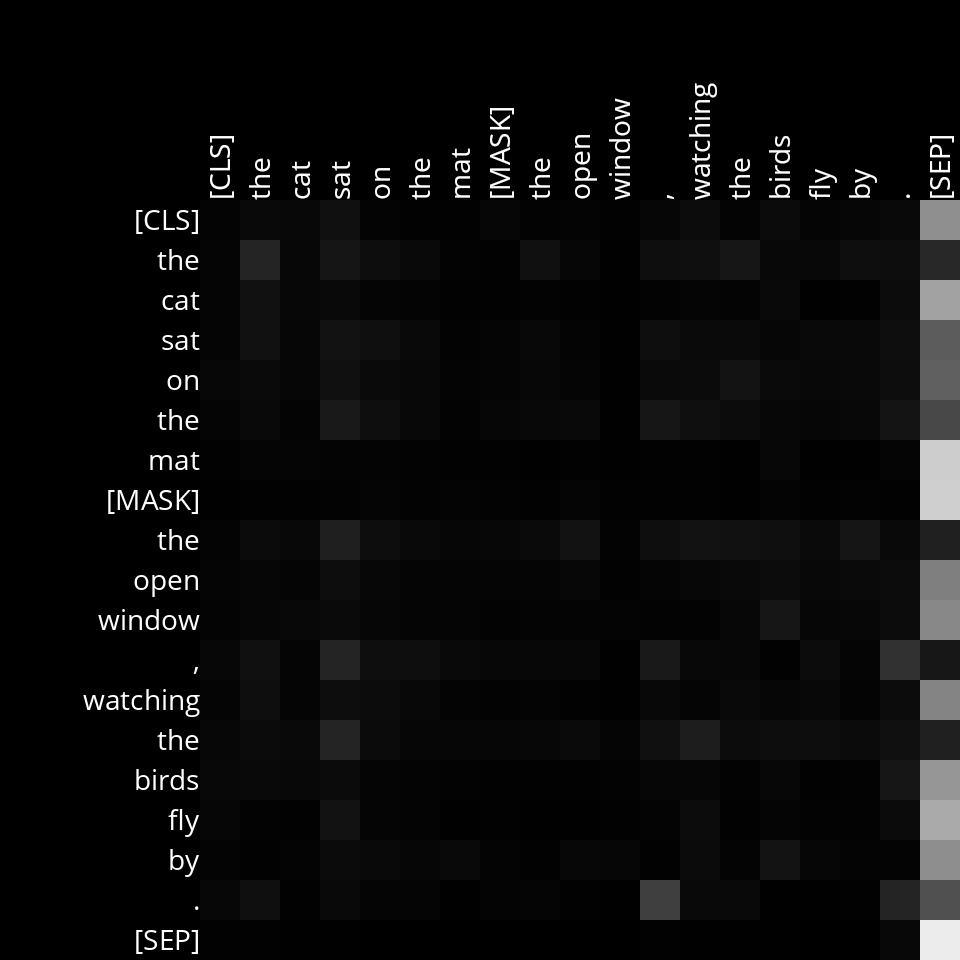 [CLS] the cat sat on the mat [MASK] the open window , watching the birds fly by . [SEP]
[CLS]
the
cat
sat
on
the
mat
[MASK]
the
open
window
,
watching
the
birds
fly
by
.
[SEP]